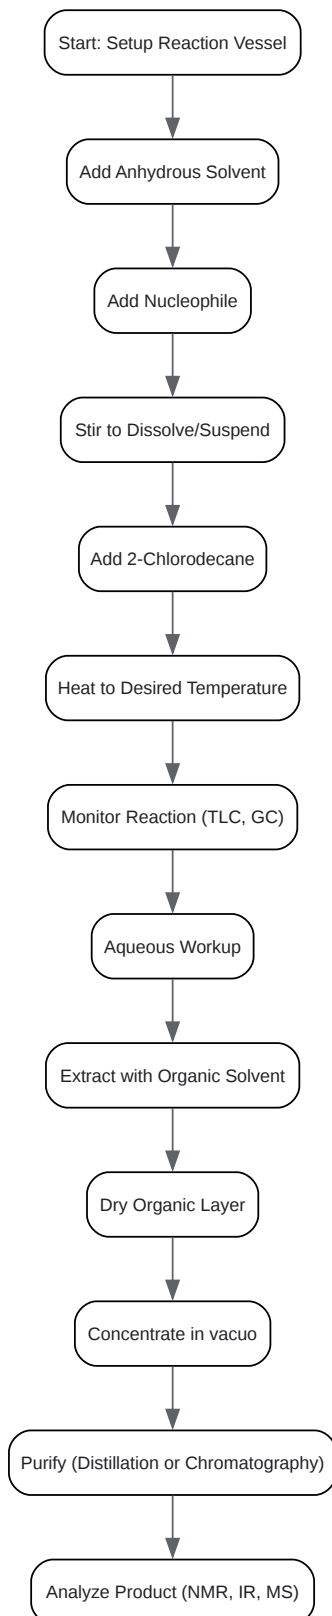 Start: Setup Reaction Vessel
Add Anhydrous Solvent
Add Nucleophile
Stir to Dissolve/Suspend
Add 2-Chlorodecane
Heat to Desired Temperature
Monitor Reaction (TLC, GC)
Aqueous Workup
Extract with Organic Solvent
Dry Organic Layer
Concentrate in vacuo
Purify (Distillation or Chromatography)
Analyze Product (NMR, IR, MS)